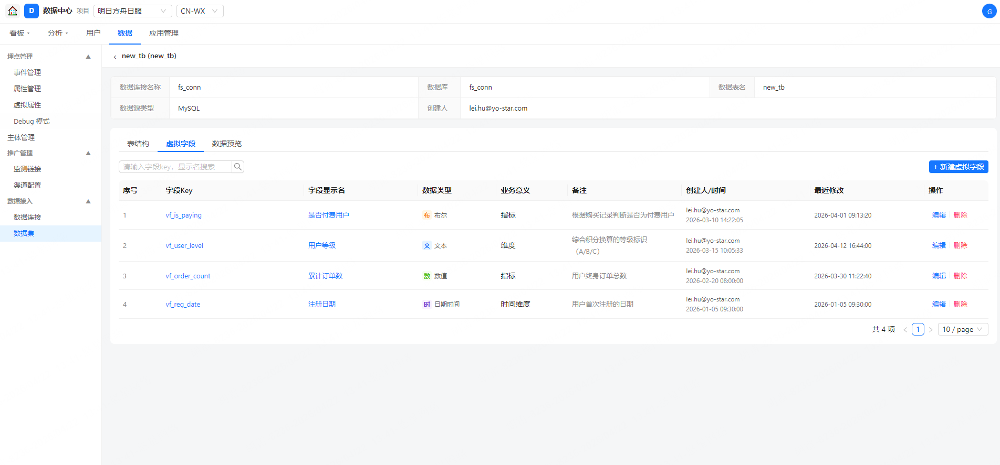 D 数据中心 项目 明日方舟日服 CN-WX G
看板 分析 用户 数据 应用管理
埋点管理
事件管理
属性管理
虚拟属性
Debug 模式
主体管理
推广管理
监测链接
渠道配置
数据接入
数据连接
数据集
new_tb (new_tb)
数据连接名称 fs_conn 数据库 fs_conn 数据表名 new_tb
数据源类型 MySQL 创建人 lei.hu@yo-star.com
表结构 虚拟字段 数据预览
请输入字段key，显示名搜索 + 新建虚拟字段
序号 字段Key 字段显示名 数据类型 业务意义 备注 创建人/时间 最近修改 操作
1 vf_is_paying 是否付费用户 布 布尔 指标 根据购买记录判断是否为付费用户 lei.hu@yo-star.com 2026-04-01 09:13:20 编辑 删除
2026-03-10 14:22:05
2 vf_user_level 用户等级 文 文本 维度 综合积分换算的等级标识 lei.hu@yo-star.com 2026-04-12 16:44:00 编辑 删除
（A/B/C） 2026-03-15 10:05:33
3 vf_order_count 累计订单数 数 数值 指标 用户终身订单总数 lei.hu@yo-star.com 2026-03-30 11:22:40 编辑 删除
2026-02-20 08:00:00
4 vf_reg_date 注册日期 时 日期时间 时间维度 用户首次注册的日期 lei.hu@yo-star.com 2026-01-05 09:30:00 编辑 删除
2026-01-05 09:30:00
共 4 项 < 1 > 10 / page